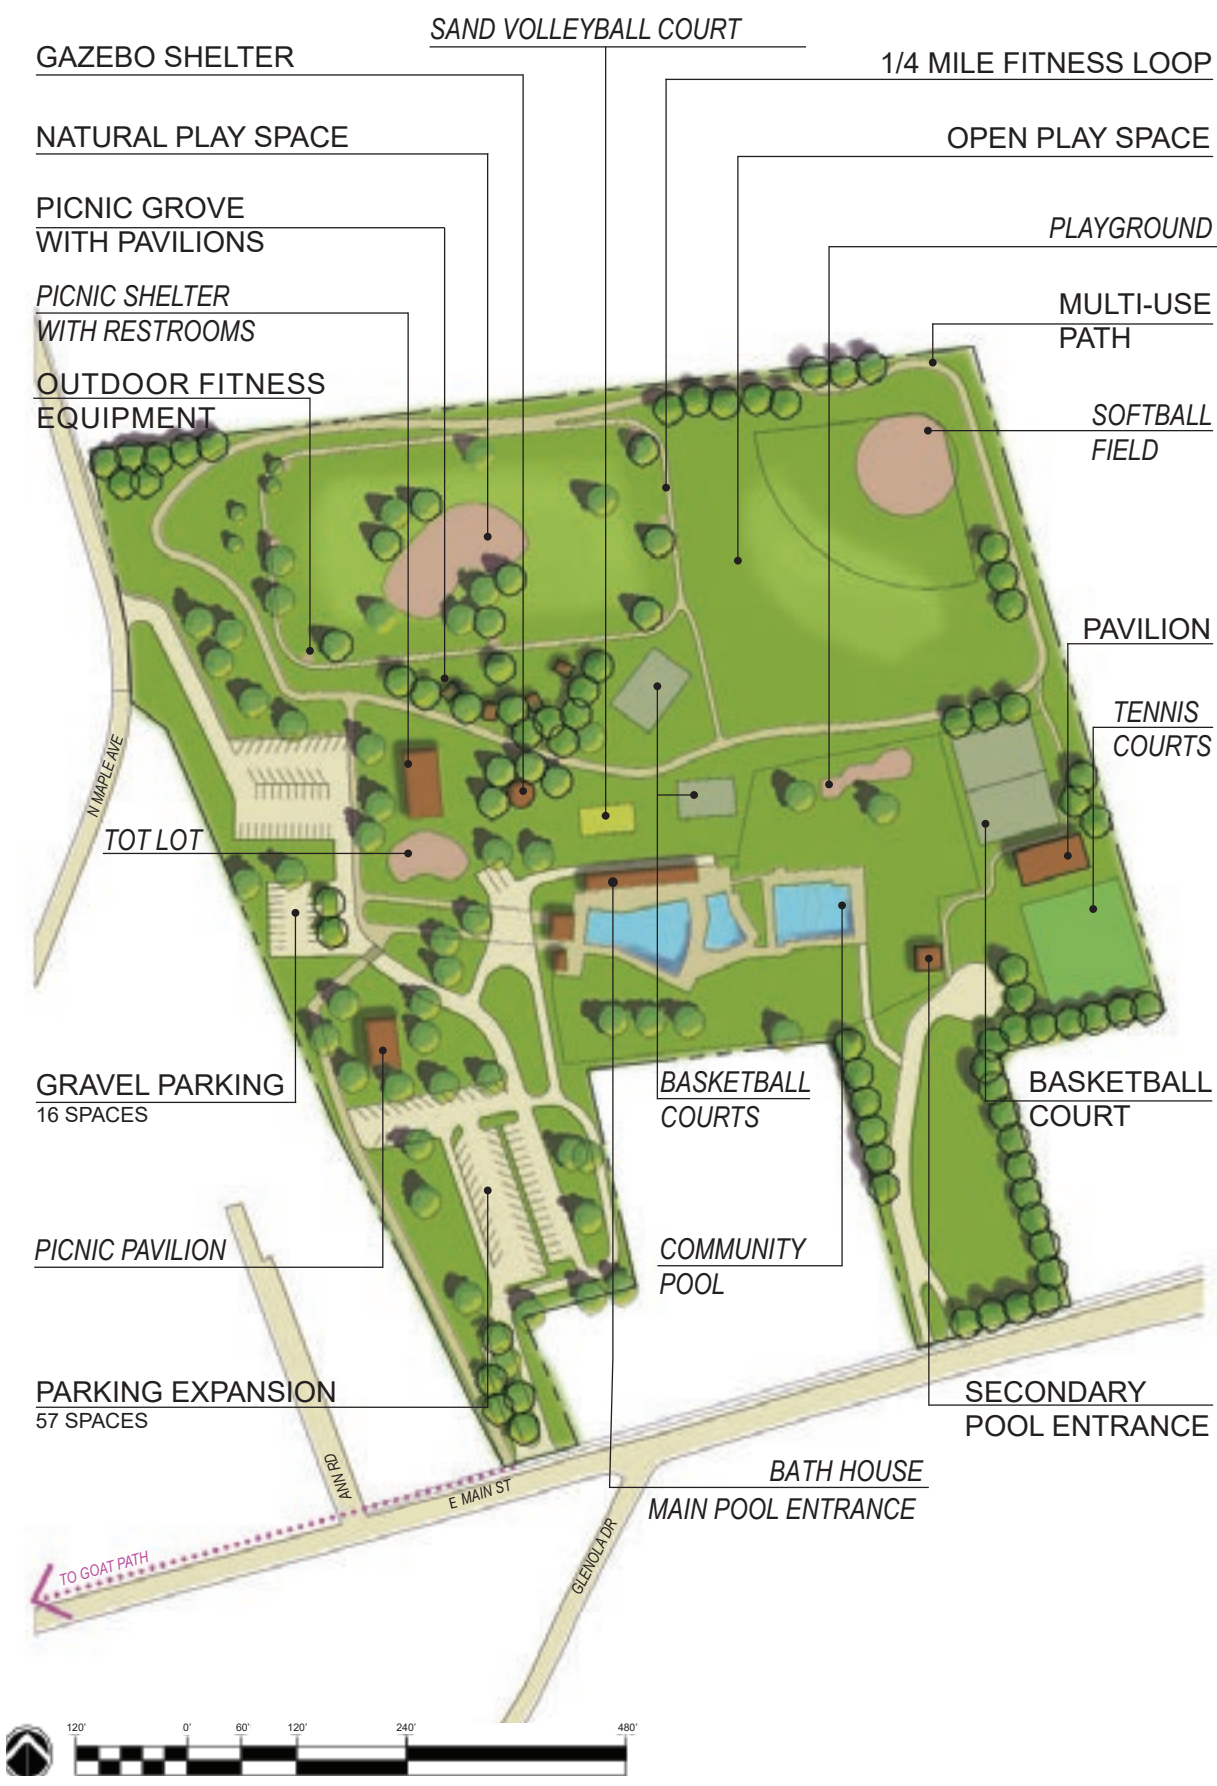 SAND VOLLEYBALL COURT
GAZEBO SHELTER
1/4 MILE FITNESS LOOP
NATURAL PLAY SPACE
OPEN PLAY SPACE
PICNIC GROVE
WITH PAVILIONS
PLAYGROUND
PICNIC SHELTER
WITH RESTROOMS
MULTI-USE
PATH
OUTDOOR FITNESS
EQUIPMENT
SOFTBALL
FIELD
PAVILION
TENNIS
COURTS
N MAPLE AVE
TOT LOT
GRAVEL PARKING
16 SPACES
BASKETBALL
COURTS
BASKETBALL
COURT
PICNIC PAVILION
COMMUNITY
POOL
PARKING EXPANSION
57 SPACES
SECONDARY
POOL ENTRANCE
BATH HOUSE
MAIN POOL ENTRANCE
ANN RD
E MAIN ST
GLENOLA DR
TO GOAT PATH
120' 0' 60' 120' 240' 480'